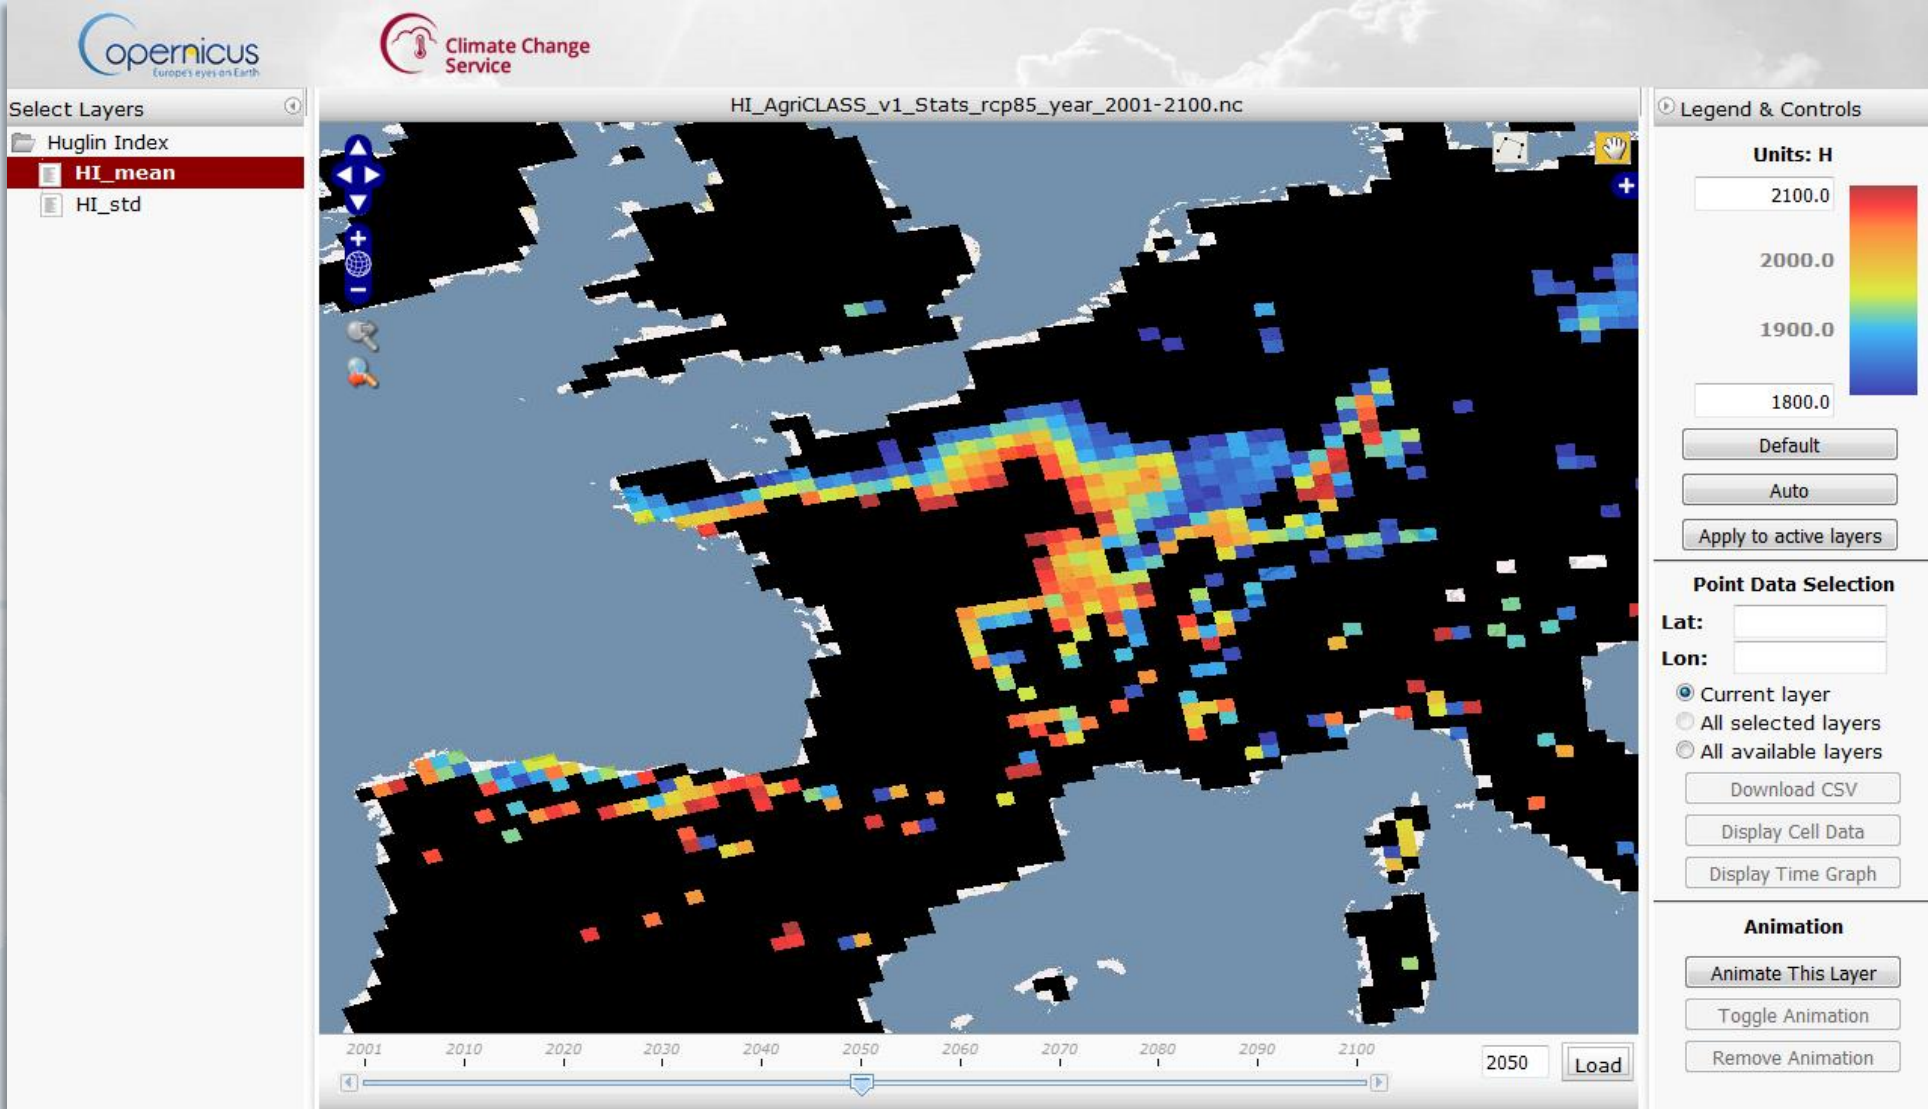 opernicus
Europe's eyes on Earth
Climate Change
Service
Select Layers
HI_AgriCLASS_v1_Stats_rcp85_year_2001-2100.nc
Legend & Controls
Huglin Index
HI_mean
HI_std
Units: H
2100.0
2000.0
1900.0
1800.0
Default
Auto
Apply to active layers
Point Data Selection
Lat:
Lon:
Current layer
All selected layers
All available layers
Download CSV
Display Cell Data
Display Time Graph
Animation
Animate This Layer
Toggle Animation
Remove Animation
2001 2010 2020 2030 2040 2050 2060 2070 2080 2090 2100
2050 Load